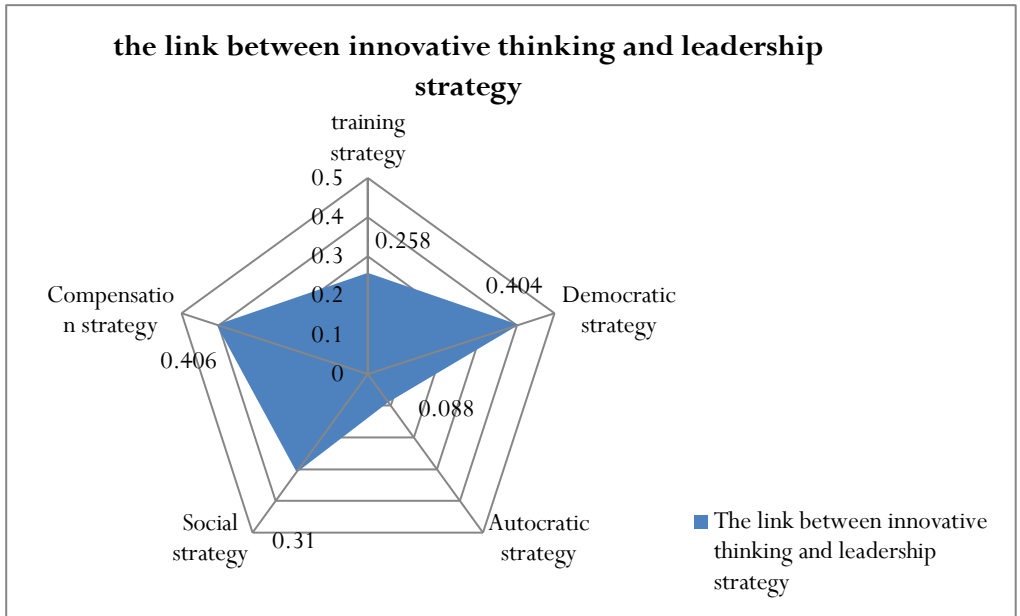 the link between innovative thinking and leadership
strategy
training
strategy
0.5
0.4
0.258
0.3
0.404
Democratic
strategy
Compensatio
n strategy
0.2
0.1
0.406
0
0.088
Social
strategy
0.31
Autocratic
strategy
The link between innovative
thinking and leadership
strategy